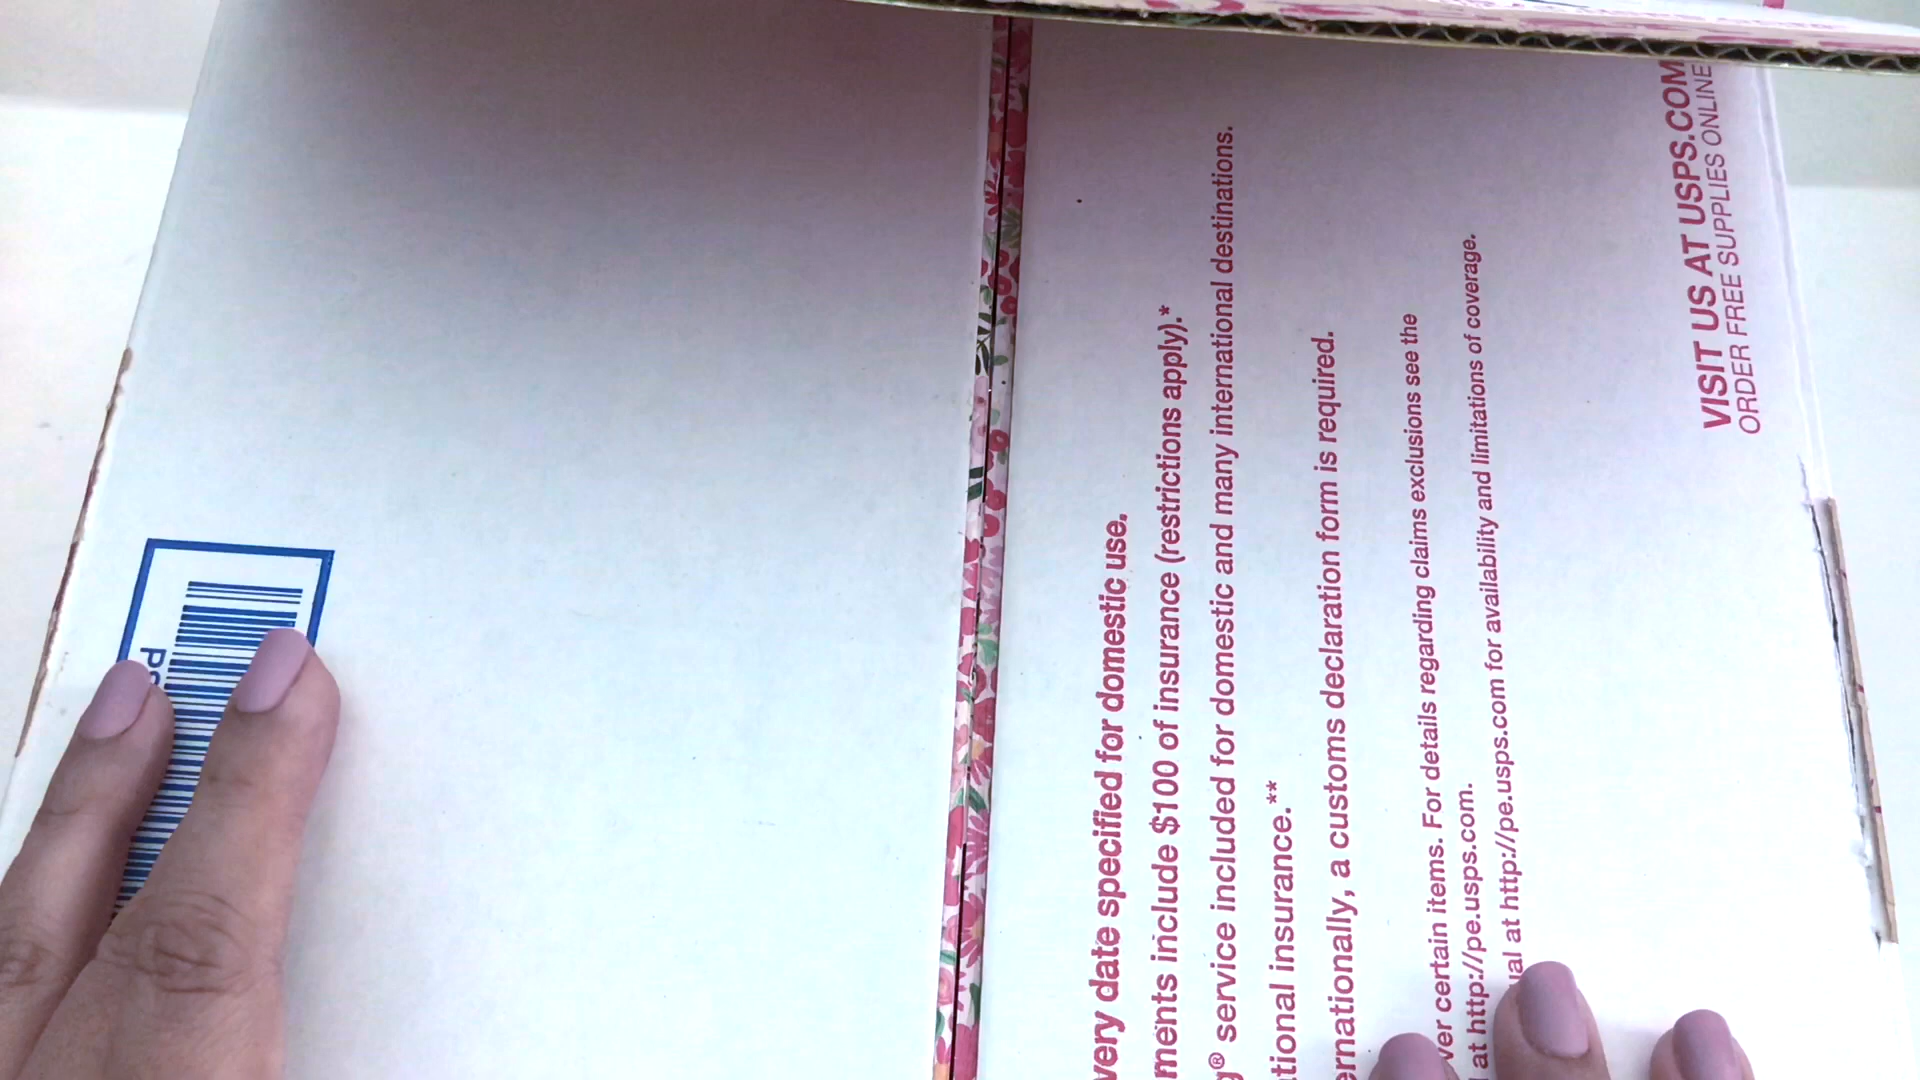 very date specified for domestic use.
ments include $100 of insurance (restrictions apply).*
® service included for domestic and many international destinations.
ational insurance.**
ernationally, a customs declaration form is required.
ver certain items. For details regarding claims exclusions see the
at http://pe.usps.com.
ual at http://pe.usps.com for availability and limitations of coverage.
VISIT US AT USPS.COM
ORDER FREE SUPPLIES ONLINE